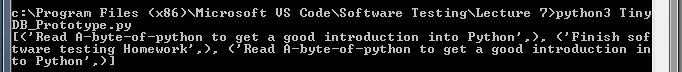 c:\Program Files (x86)\Microsoft VS Code\Software Testing\Lecture 7>python3 Tiny
DB_Prototype.py
[('Read A-byte-of-python to get a good introduction into Python',), ('Finish sof
tware testing Homework',), ('Read A-byte-of-python to get a good introduction in
to Python',)]